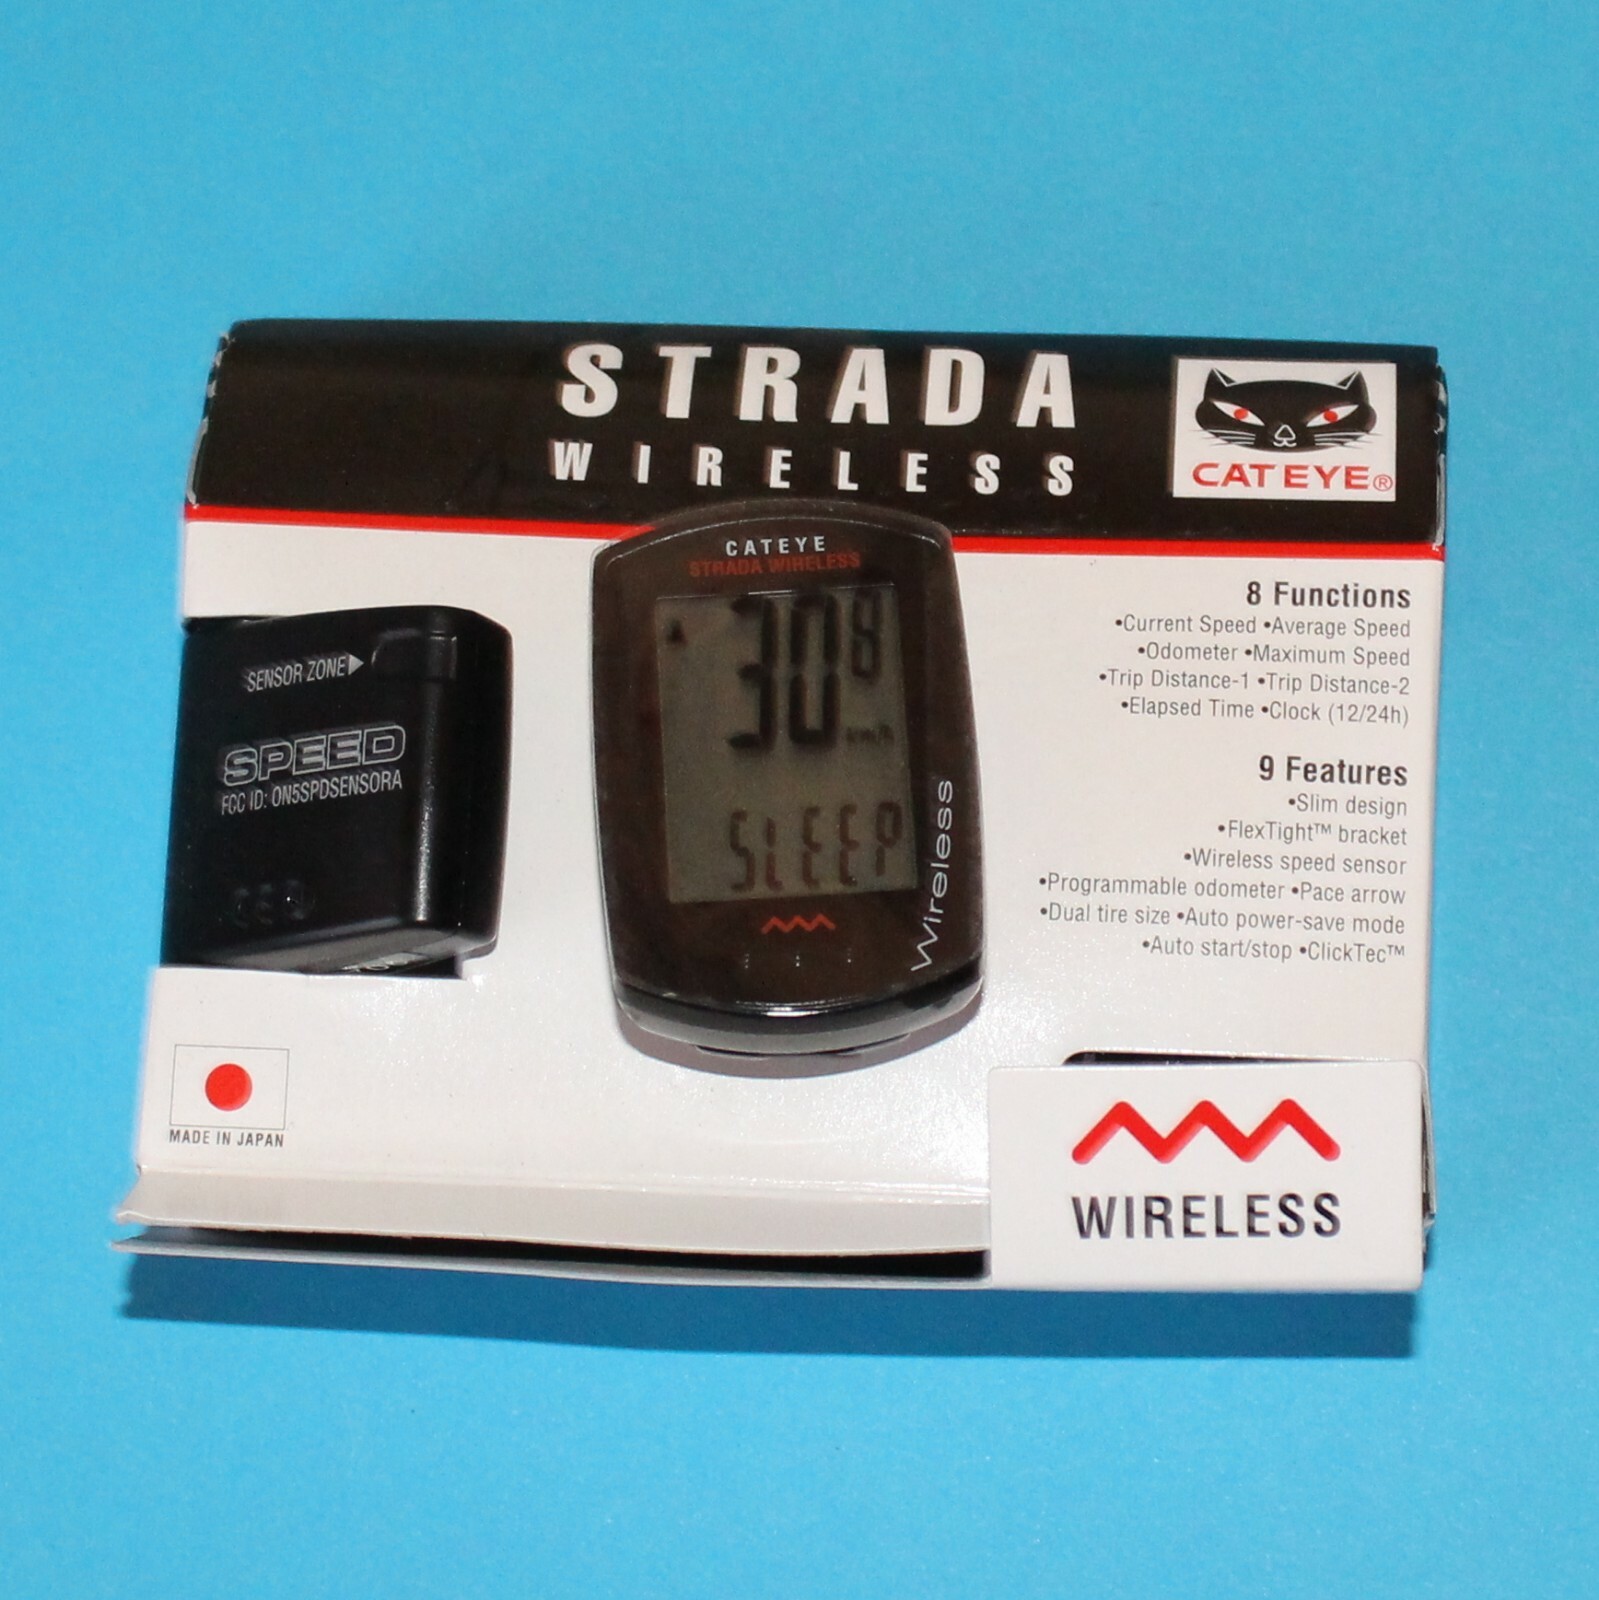 STRADA
WIRELESS
CATEYE®
CATEYE
STRADA WIRELESS
30 8
km/h
SLEEP
Wireless
SENSOR ZONE
SPEED
FCC ID: ON5SPDSENSORA
8 Functions
•Current Speed •Average Speed
•Odometer •Maximum Speed
•Trip Distance-1 •Trip Distance-2
•Elapsed Time •Clock (12/24h)
9 Features
•Slim design
•FlexTight™ bracket
•Wireless speed sensor
•Programmable odometer •Pace arrow
•Dual tire size •Auto power-save mode
•Auto start/stop •ClickTec™
MADE IN JAPAN
WIRELESS